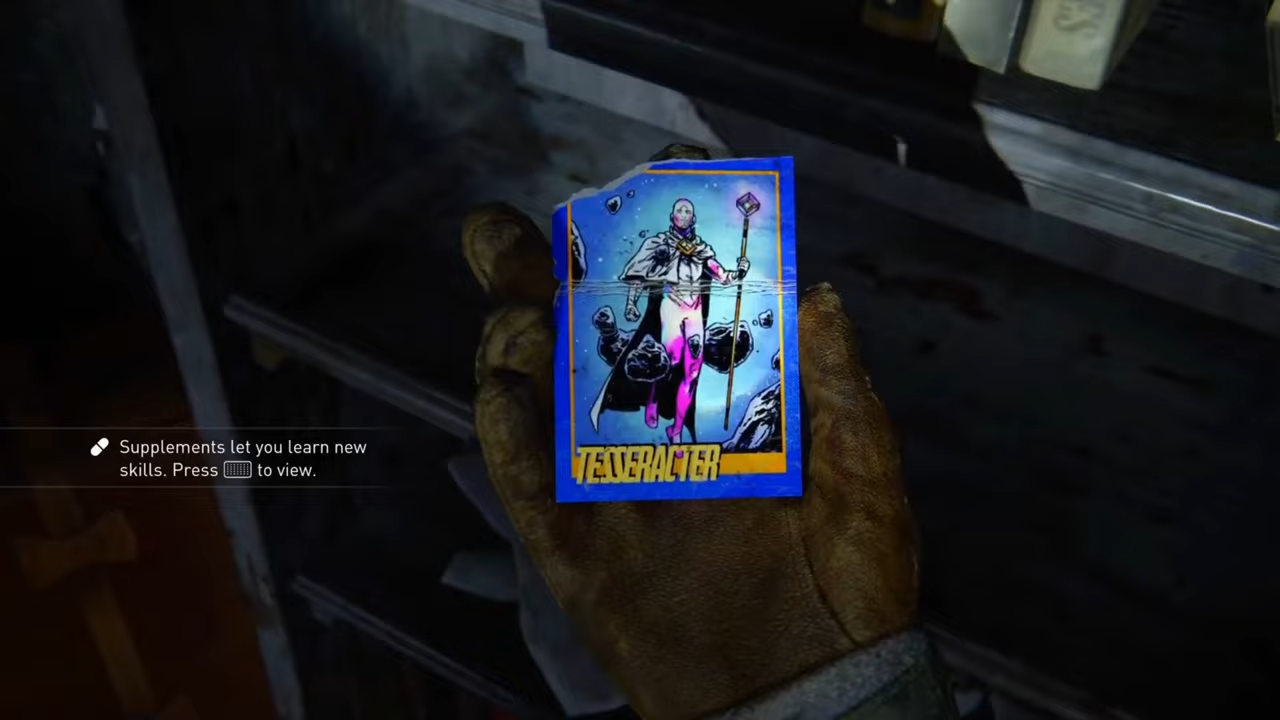 Supplements let you learn new
skills. Press to view.
TESSERACTER